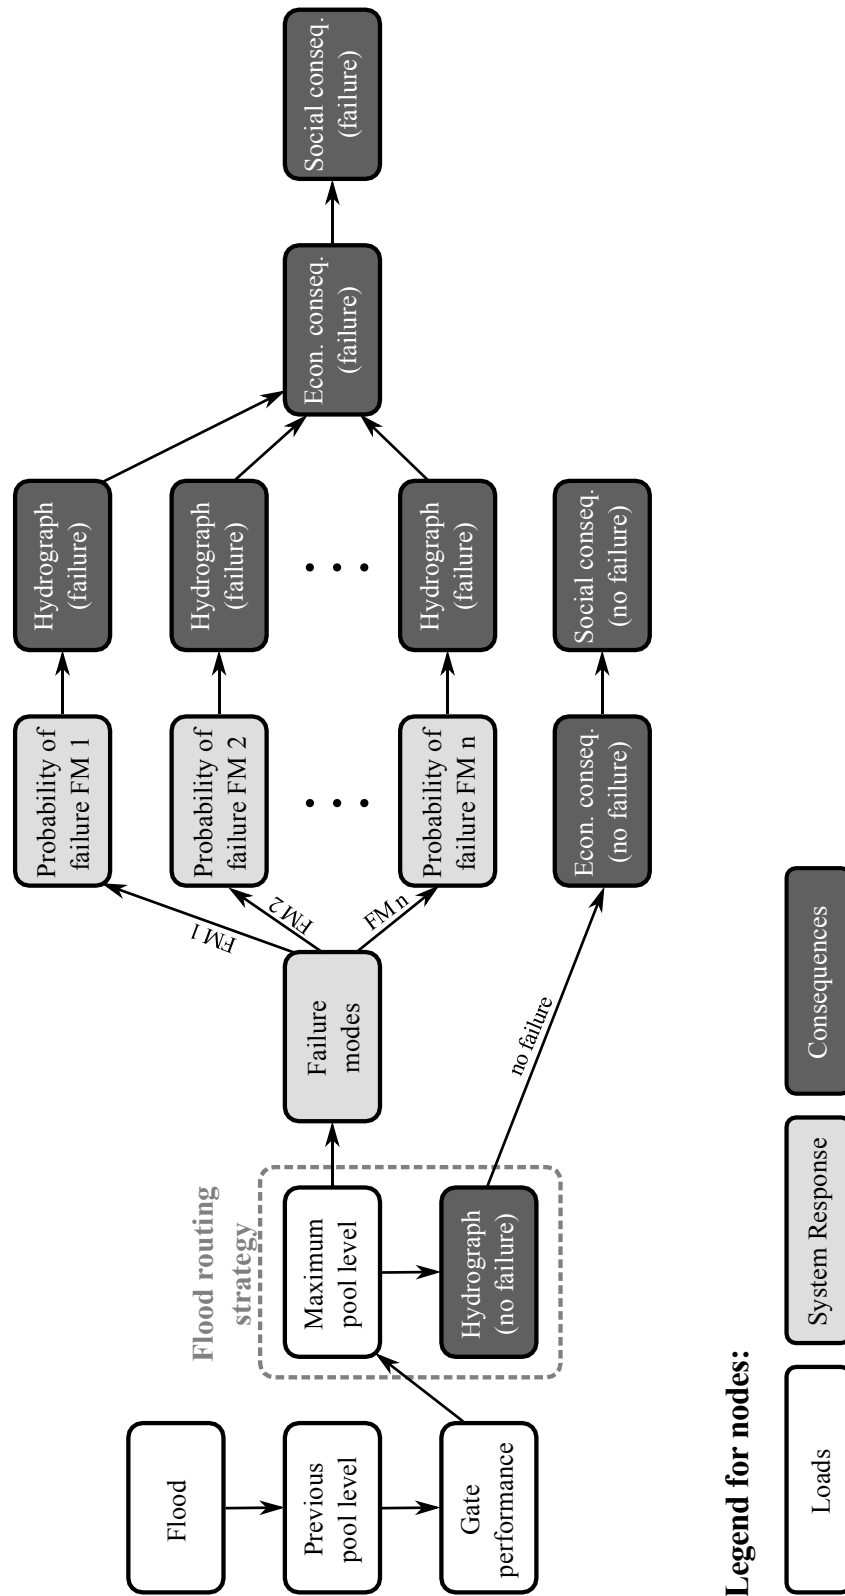 Flood
Previous
pool level
Gate
performance
Flood routing
strategy
Maximum
pool level
Hydrograph
(no failure)
Failure
modes
FM 1
FM 2
FM n
no failure
Probability of
failure FM 1
Probability of
failure FM 2
Probability of
failure FM n
Econ. conseq.
(no failure)
Hydrograph
(failure)
Hydrograph
(failure)
Hydrograph
(failure)
Social conseq.
(no failure)
Econ. conseq.
(failure)
Social conseq.
(failure)
Legend for nodes:
Loads
System Response
Consequences